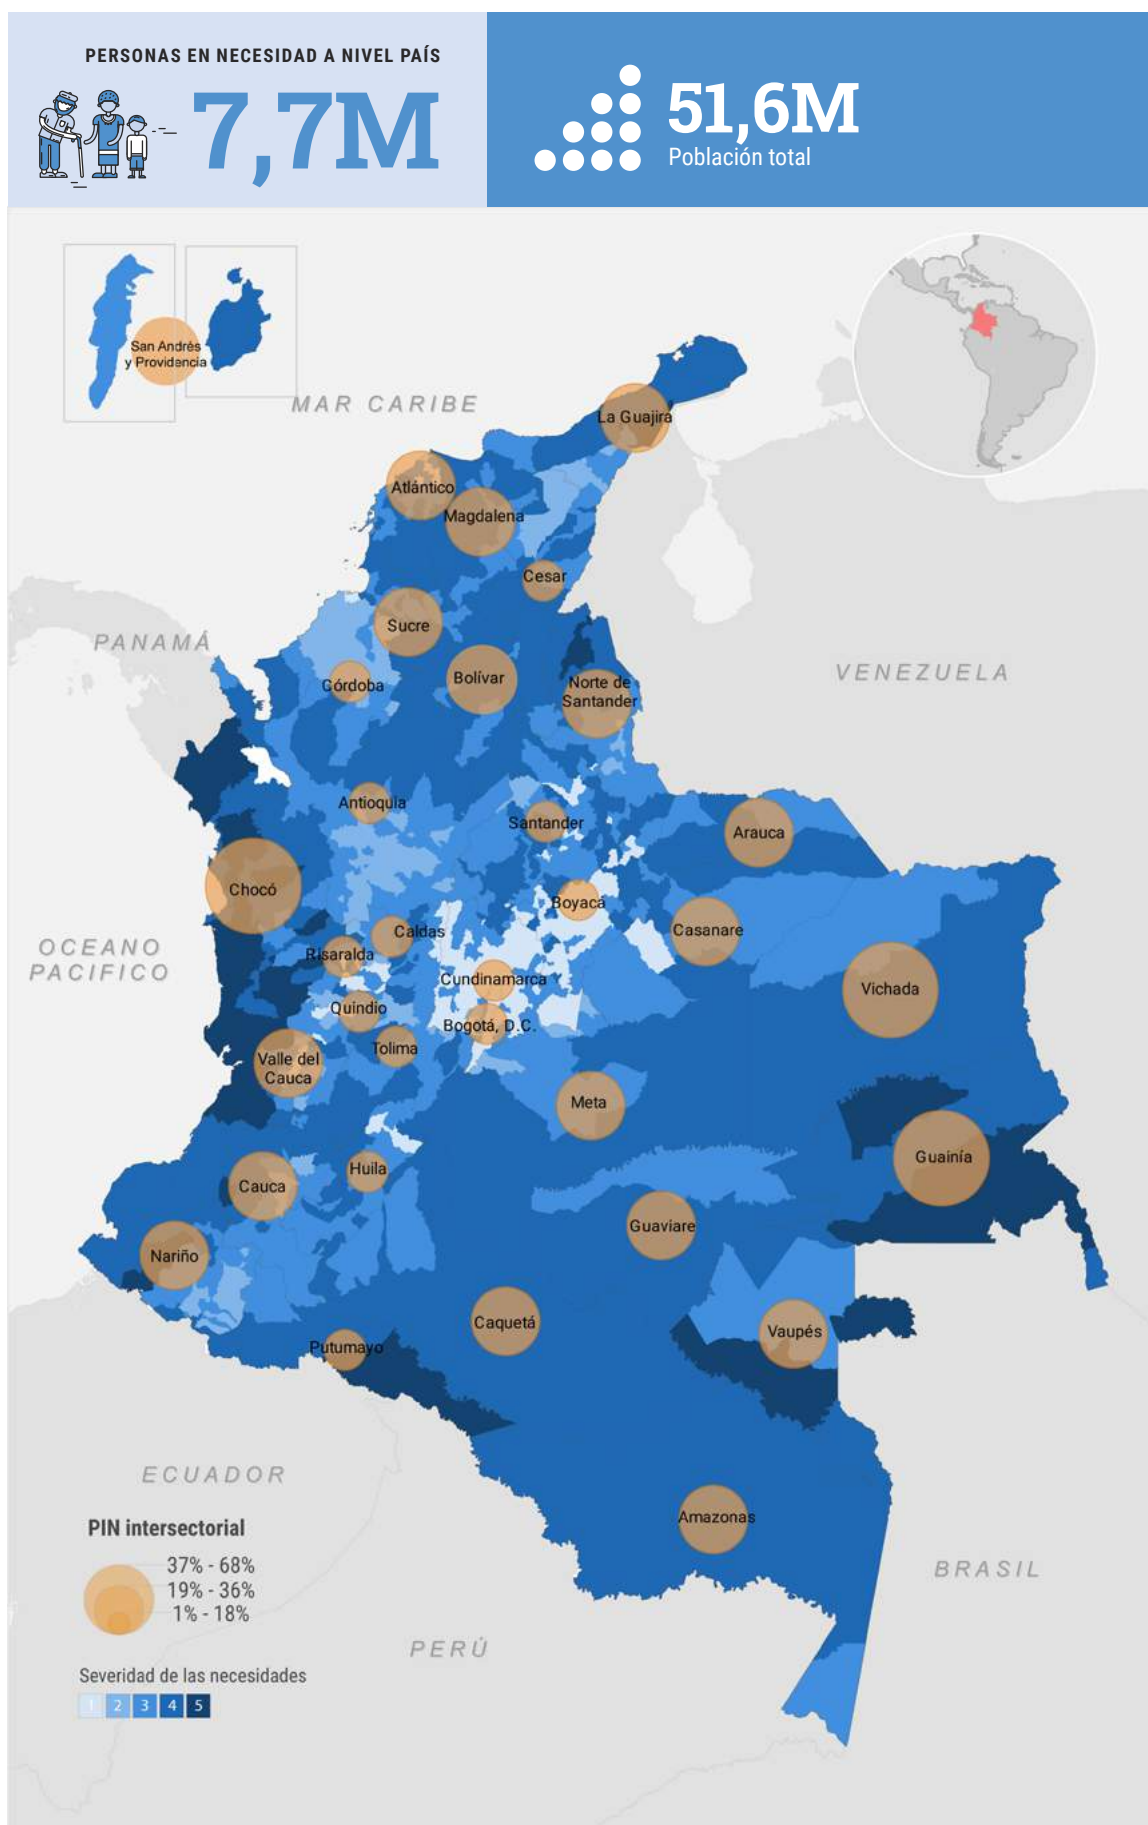 PERSONAS EN NECESIDAD A NIVEL PAÍS
7,7M
51,6M
Población total
San Andrés
y Providencia
MAR CARIBE
La Guajira
Atlántico
Magdalena
Cesar
Sucre
PANAMÁ
VENEZUELA
Córdoba
Bolívar
Norte de
Santander
Antioquia
Santander
Arauca
Chocó
Boyacá
Caldas
Casanare
OCEANO
PACIFICO
Risaralda
Cundinamarca
Vichada
Quindio
Bogotá, D.C.
Tolima
Valle del
Cauca
Meta
Guainía
Huila
Cauca
Guaviare
Nariño
Caquetá
Vaupés
Putumayo
ECUADOR
Amazonas
BRASIL
PERÚ
PIN intersectorial
37% - 68%
19% - 36%
1% - 18%
Severidad de las necesidades
1 2 3 4 5